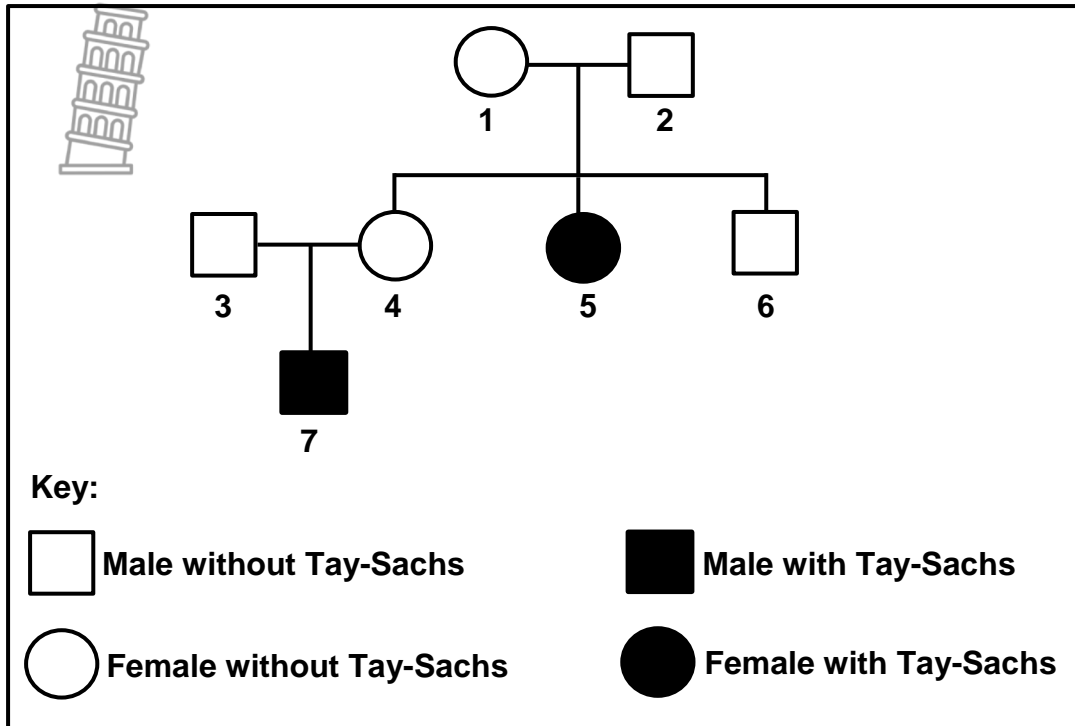 1 2
3 4 5 6
7
Key:
Male without Tay-Sachs Male with Tay-Sachs
Female without Tay-Sachs Female with Tay-Sachs